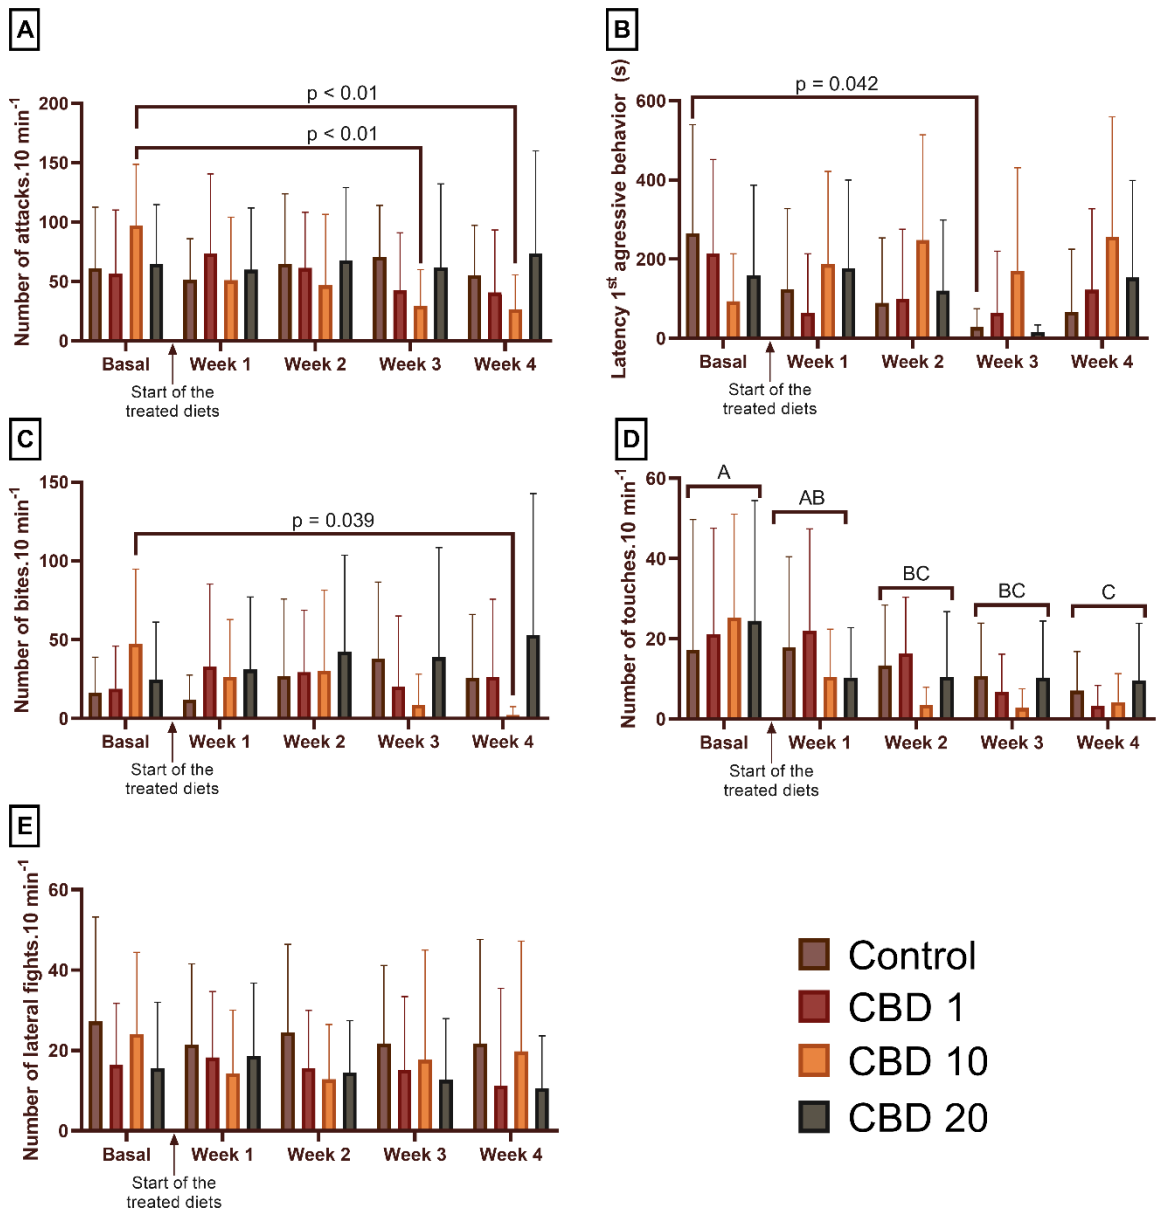 A
Number of attacks.10 min-1
200
150
100
50
0
p < 0.01
p < 0.01
Basal
Week 1
Week 2
Week 3
Week 4
Start of the
treated diets
B
Latency 1st agressive behavior (s)
600
400
200
0
p = 0.042
Basal
Week 1
Week 2
Week 3
Week 4
Start of the
treated diets
C
Number of bites.10 min-1
150
100
50
0
p = 0.039
Basal
Week 1
Week 2
Week 3
Week 4
Start of the
treated diets
D
Number of touches.10 min-1
60
40
20
0
A
AB
BC
BC
C
Basal
Week 1
Week 2
Week 3
Week 4
Start of the
treated diets
E
Number of lateral fights.10 min-1
60
40
20
0
Basal
Week 1
Week 2
Week 3
Week 4
Start of the
treated diets
Control
CBD 1
CBD 10
CBD 20